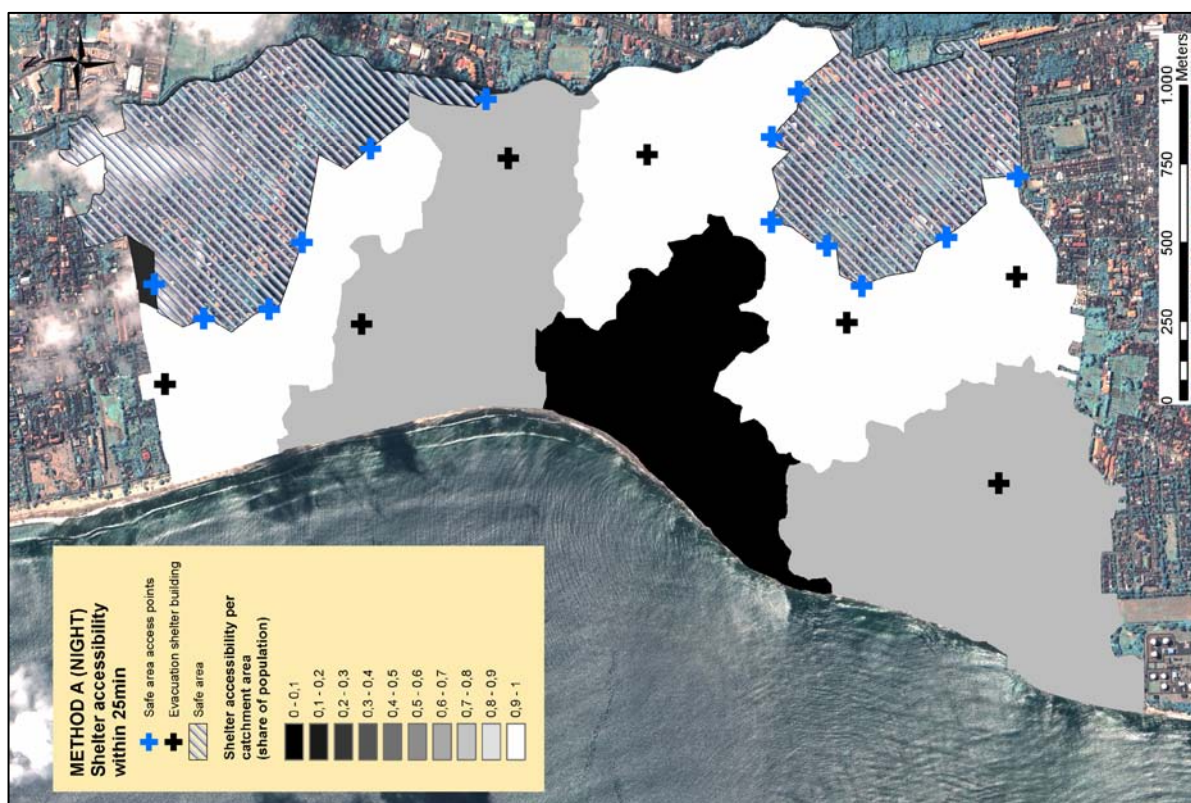 METHOD A (NIGHT)
Shelter accessibility
within 25min
Safe area access points
Evacuation shelter building
Safe area
Shelter accessibility per
catchment area
(share of population)
0 - 0,1
0,1 - 0,2
0,2 - 0,3
0,3 - 0,4
0,4 - 0,5
0,5 - 0,6
0,6 - 0,7
0,7 - 0,8
0,8 - 0,9
0,9 - 1
N
0 250 500 750 1.000
Meters